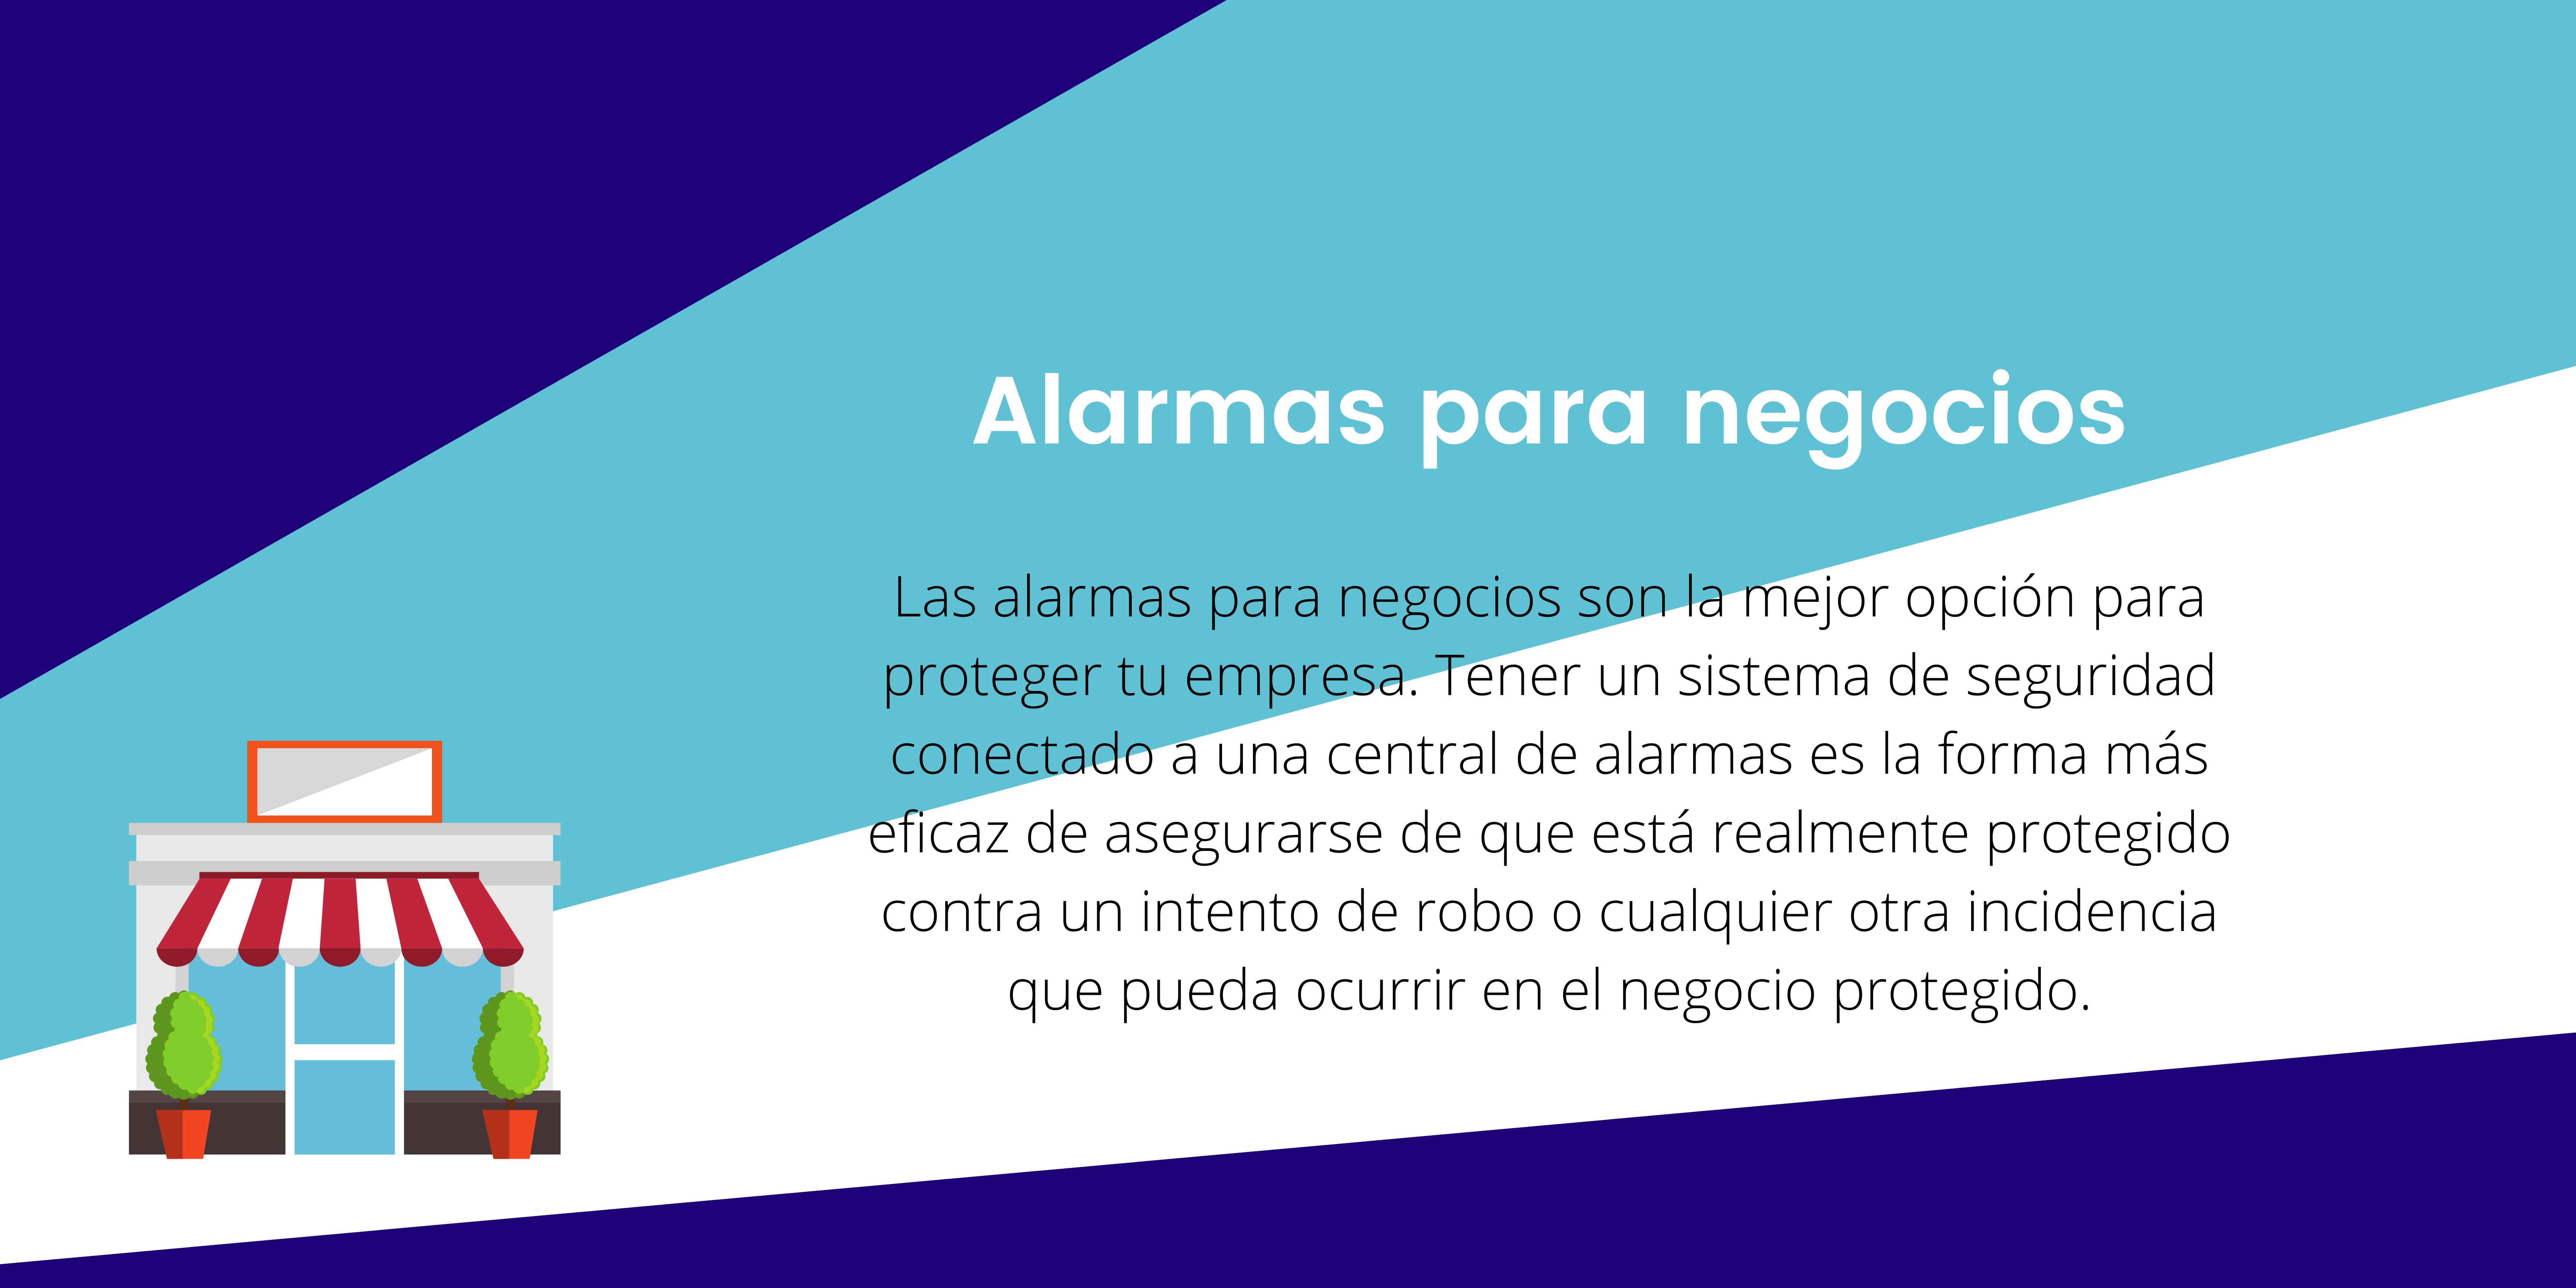 Alarmas para negocios
Las alarmas para negocios son la mejor opción para
proteger tu empresa. Tener un sistema de seguridad
conectado a una central de alarmas es la forma más
eficaz de asegurarse de que está realmente protegido
contra un intento de robo o cualquier otra incidencia
que pueda ocurrir en el negocio protegido.